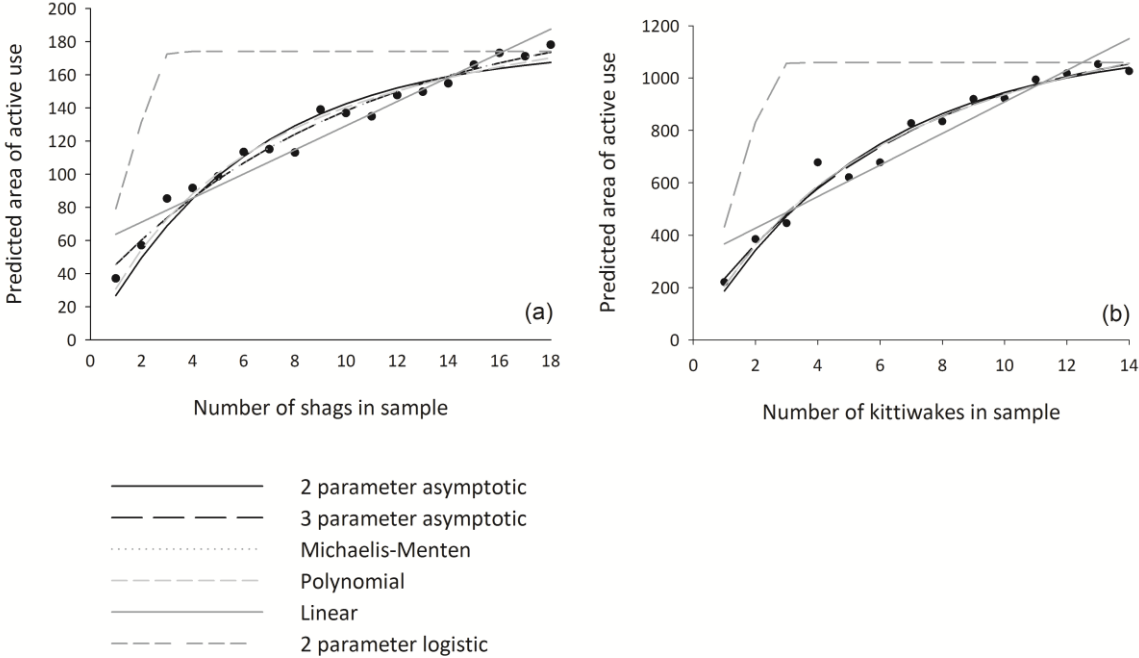 200
180
160
140
120
100
80
60
40
20
0
Predicted area of active use
0 2 4 6 8 10 12 14 16 18
Number of shags in sample
(a)
1200
1000
800
600
400
200
0
Predicted area of active use
0 2 4 6 8 10 12 14
Number of kittiwakes in sample
(b)
2 parameter asymptotic
3 parameter asymptotic
Michaelis-Menten
Polynomial
Linear
2 parameter logistic